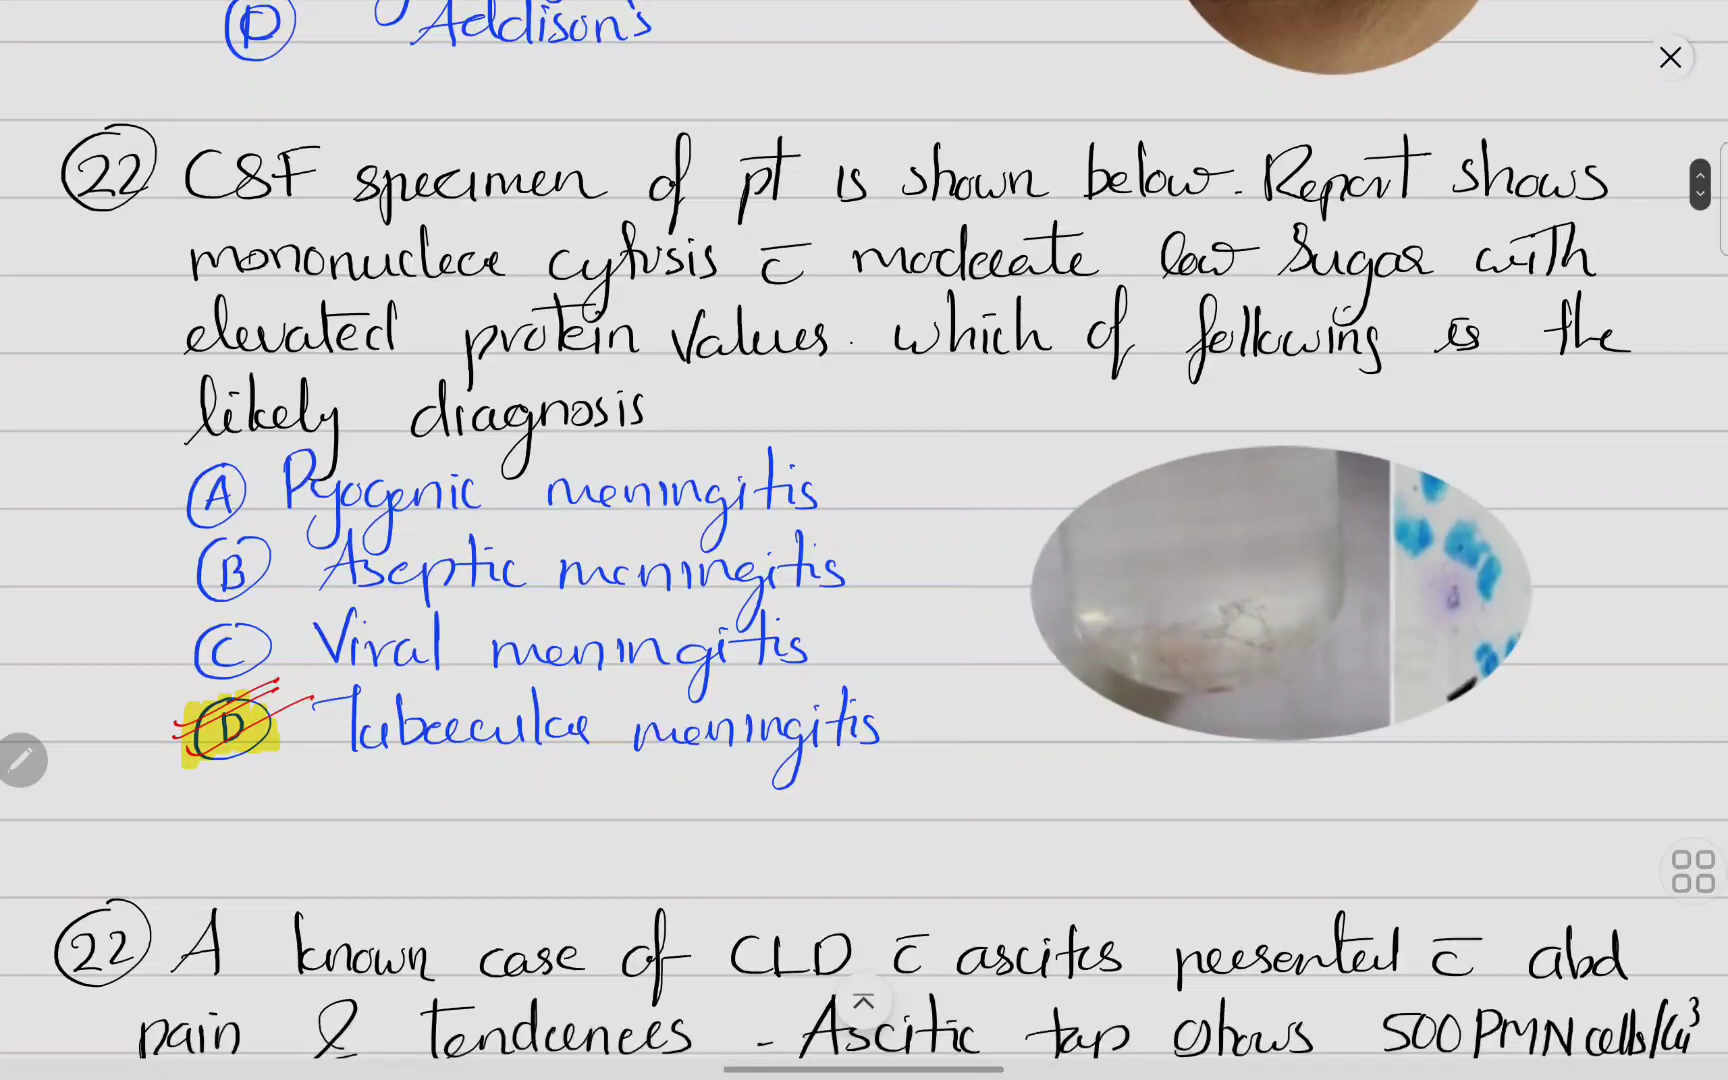 D Addison's
22 CSF specimen of pt is shown below. Report shows
mononuclear cytosis c̄ moderate low Sugar with
elevated protein values. which of following is the
likely diagnosis
A Pyogenic meningitis
B Aseptic meningitis
C Viral meningitis
D Tubercular meningitis
22 A known case of CLD c̄ ascites presented c̄ abd
pain & tenderness - Ascitic tap shows 500 PMN cells/cu³